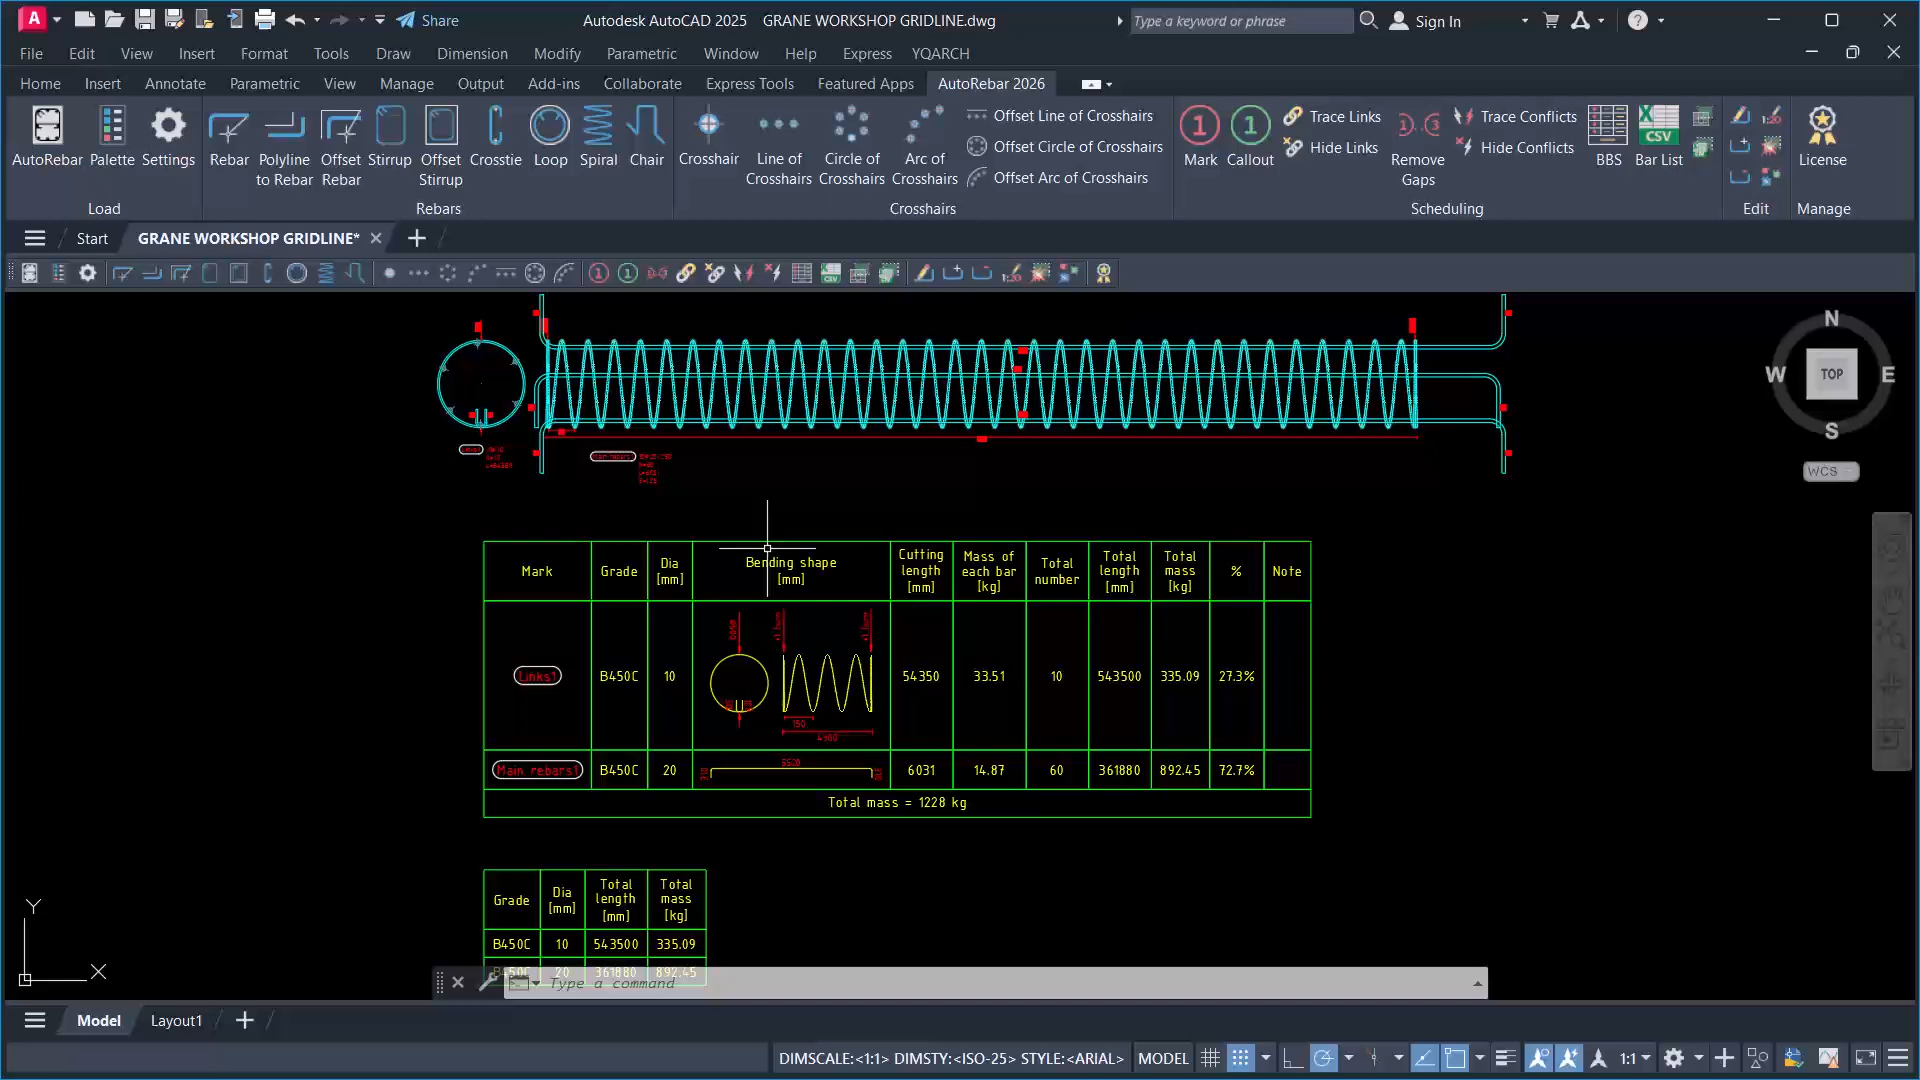 Share
Autodesk AutoCAD 2025 GRANE WORKSHOP GRIDLINE.dwg
Type a keyword or phrase
Sign In
File Edit View Insert Format Tools Draw Dimension Modify Parametric Window Help Express YQARCH
Home Insert Annotate Parametric View Manage Output Add-ins Collaborate Express Tools Featured Apps AutoRebar 2026
AutoRebar Palette Settings
Load
Rebar Polyline to Rebar Offset Rebar Stirrup Offset Stirrup Crosstie Loop Spiral Chair
Rebars
Crosshair Line of Crosshairs Circle of Crosshairs Arc of Crosshairs
Offset Line of Crosshairs
Offset Circle of Crosshairs
Offset Arc of Crosshairs
Crosshairs
Mark Callout
Trace Links
Hide Links
Remove Gaps
Trace Conflicts
Hide Conflicts
BBS Bar List
Scheduling
Edit
License
Manage
Start GRANE WORKSHOP GRIDLINE*
N
W TOP E
S
WCS
Mark Grade Dia [mm] Bending shape [mm] Cutting length [mm] Mass of each bar [kg] Total number Total length [mm] Total mass [kg] % Note
Links1 B450C 10 54350 33.51 10 543500 335.09 27.3%
150
Main rebars1 B450C 20 6031 14.87 60 361880 892.45 72.7%
Total mass = 1228 kg
Grade Dia [mm] Total length [mm] Total mass [kg]
B450C 10 543500 335.09
B450C 20 361880 892.45
Y
X
Type a command
Model Layout1
DIMSCALE:<1:1> DIMSTY:<ISO-25> STYLE:<ARIAL> MODEL 1:1